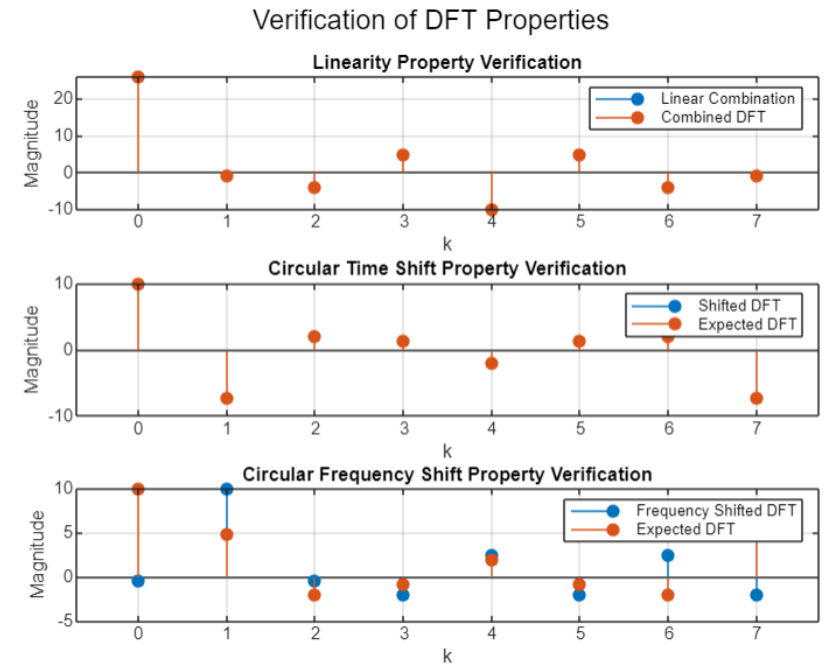 Verification of DFT Properties
Linearity Property Verification
Magnitude
20
10
0
-10
Linear Combination
Combined DFT
0 1 2 3 4 5 6 7
k
Circular Time Shift Property Verification
Magnitude
10
0
-10
Shifted DFT
Expected DFT
0 1 2 3 4 5 6 7
k
Circular Frequency Shift Property Verification
Magnitude
10
5
0
-5
Frequency Shifted DFT
Expected DFT
0 1 2 3 4 5 6 7
k